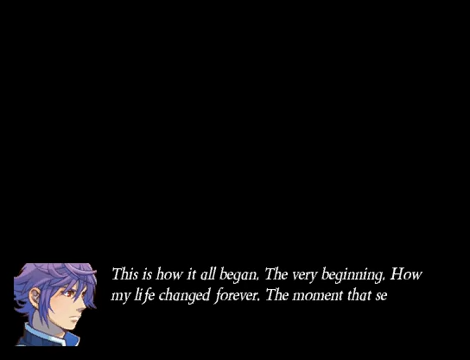 This is how it all began. The very beginning. How
my life changed forever. The moment that se